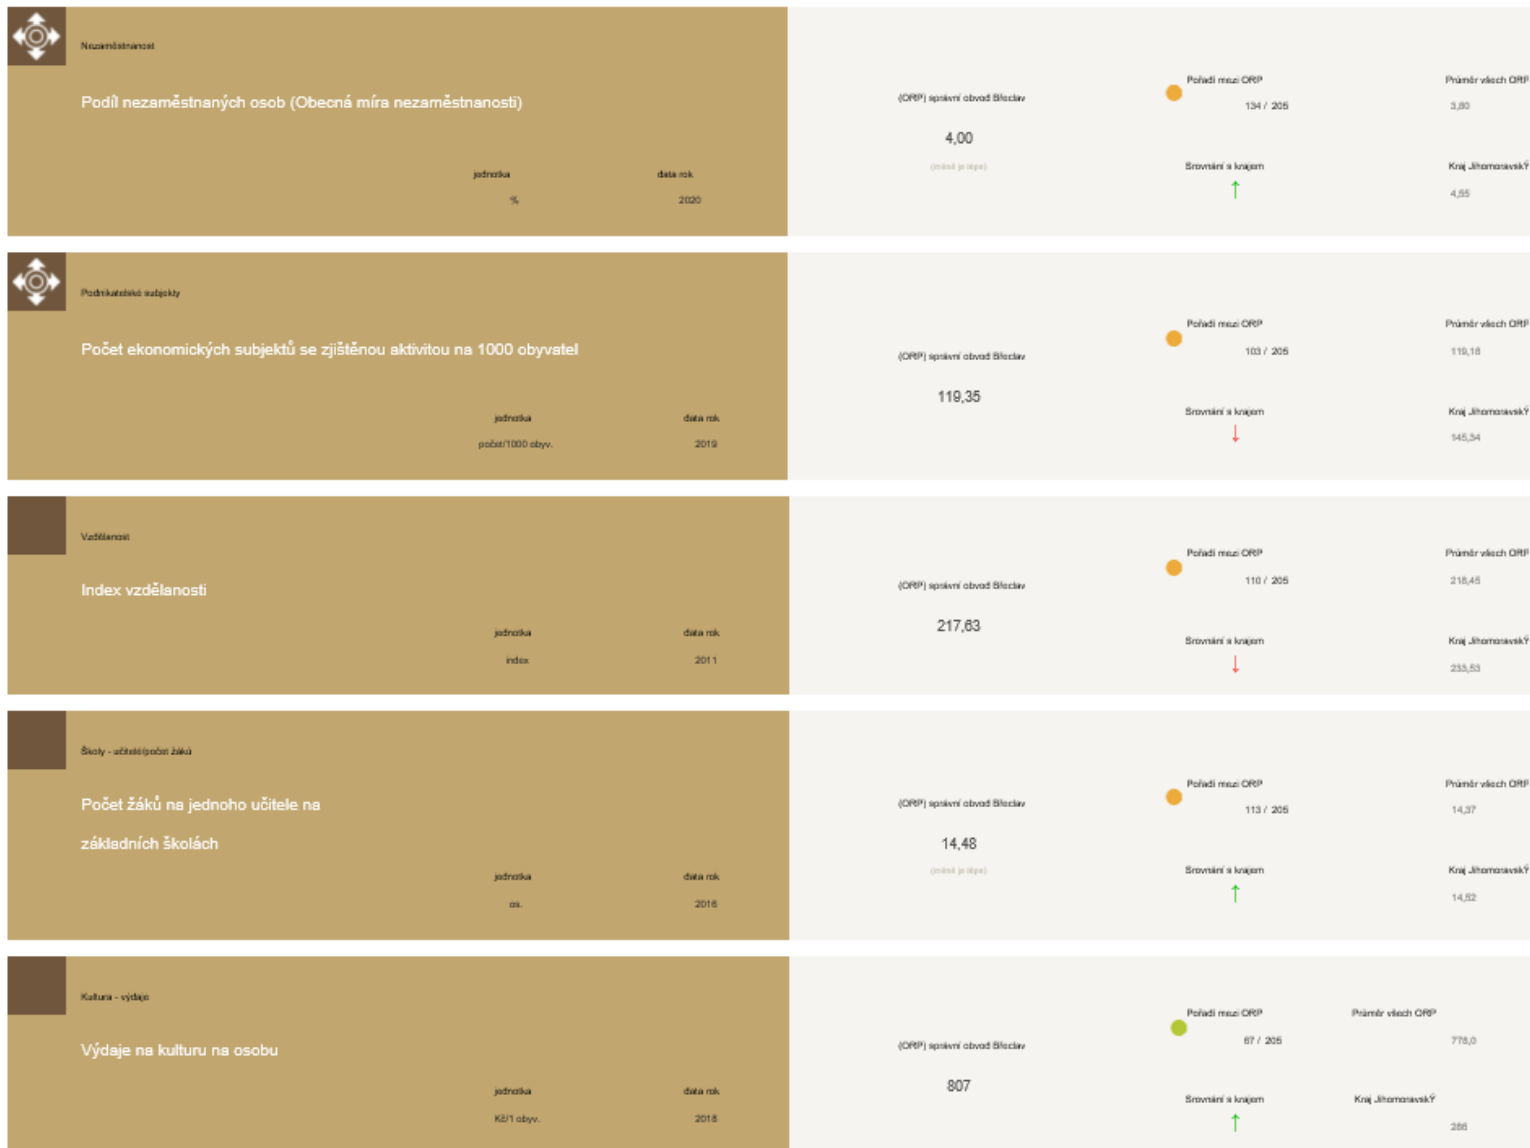 Nezaměstnanost
Podíl nezaměstnaných osob (Obecná míra nezaměstnanosti)
jednotka
data rok
%
2020
(ORP) správní obvod Břeclav
4,00
(méně je lépe)
Pořadí mezi ORP
134 / 205
Průměr všech ORP
3,80
Srovnání s krajem
↑
Kraj JihomoravskÝ
4,55
Podnikatelské subjekty
Počet ekonomických subjektů se zjištěnou aktivitou na 1000 obyvatel
jednotka
data rok
počet/1000 obyv.
2019
(ORP) správní obvod Břeclav
119,35
Pořadí mezi ORP
103 / 205
Průměr všech ORP
119,18
Srovnání s krajem
↓
Kraj JihomoravskÝ
145,34
Vzdělanost
Index vzdělanosti
jednotka
data rok
index
2011
(ORP) správní obvod Břeclav
217,63
Pořadí mezi ORP
110 / 205
Průměr všech ORP
218,45
Srovnání s krajem
↓
Kraj JihomoravskÝ
233,53
Školy - učitelé/počet žáků
Počet žáků na jednoho učitele na
základních školách
jednotka
data rok
os.
2016
(ORP) správní obvod Břeclav
14,48
(méně je lépe)
Pořadí mezi ORP
113 / 205
Průměr všech ORP
14,37
Srovnání s krajem
↑
Kraj JihomoravskÝ
14,52
Kultura - výdaje
Výdaje na kulturu na osobu
jednotka
data rok
Kč/1 obyv.
2018
(ORP) správní obvod Břeclav
807
Pořadí mezi ORP
67 / 205
Průměr všech ORP
778,0
Srovnání s krajem
↑
Kraj JihomoravskÝ
286